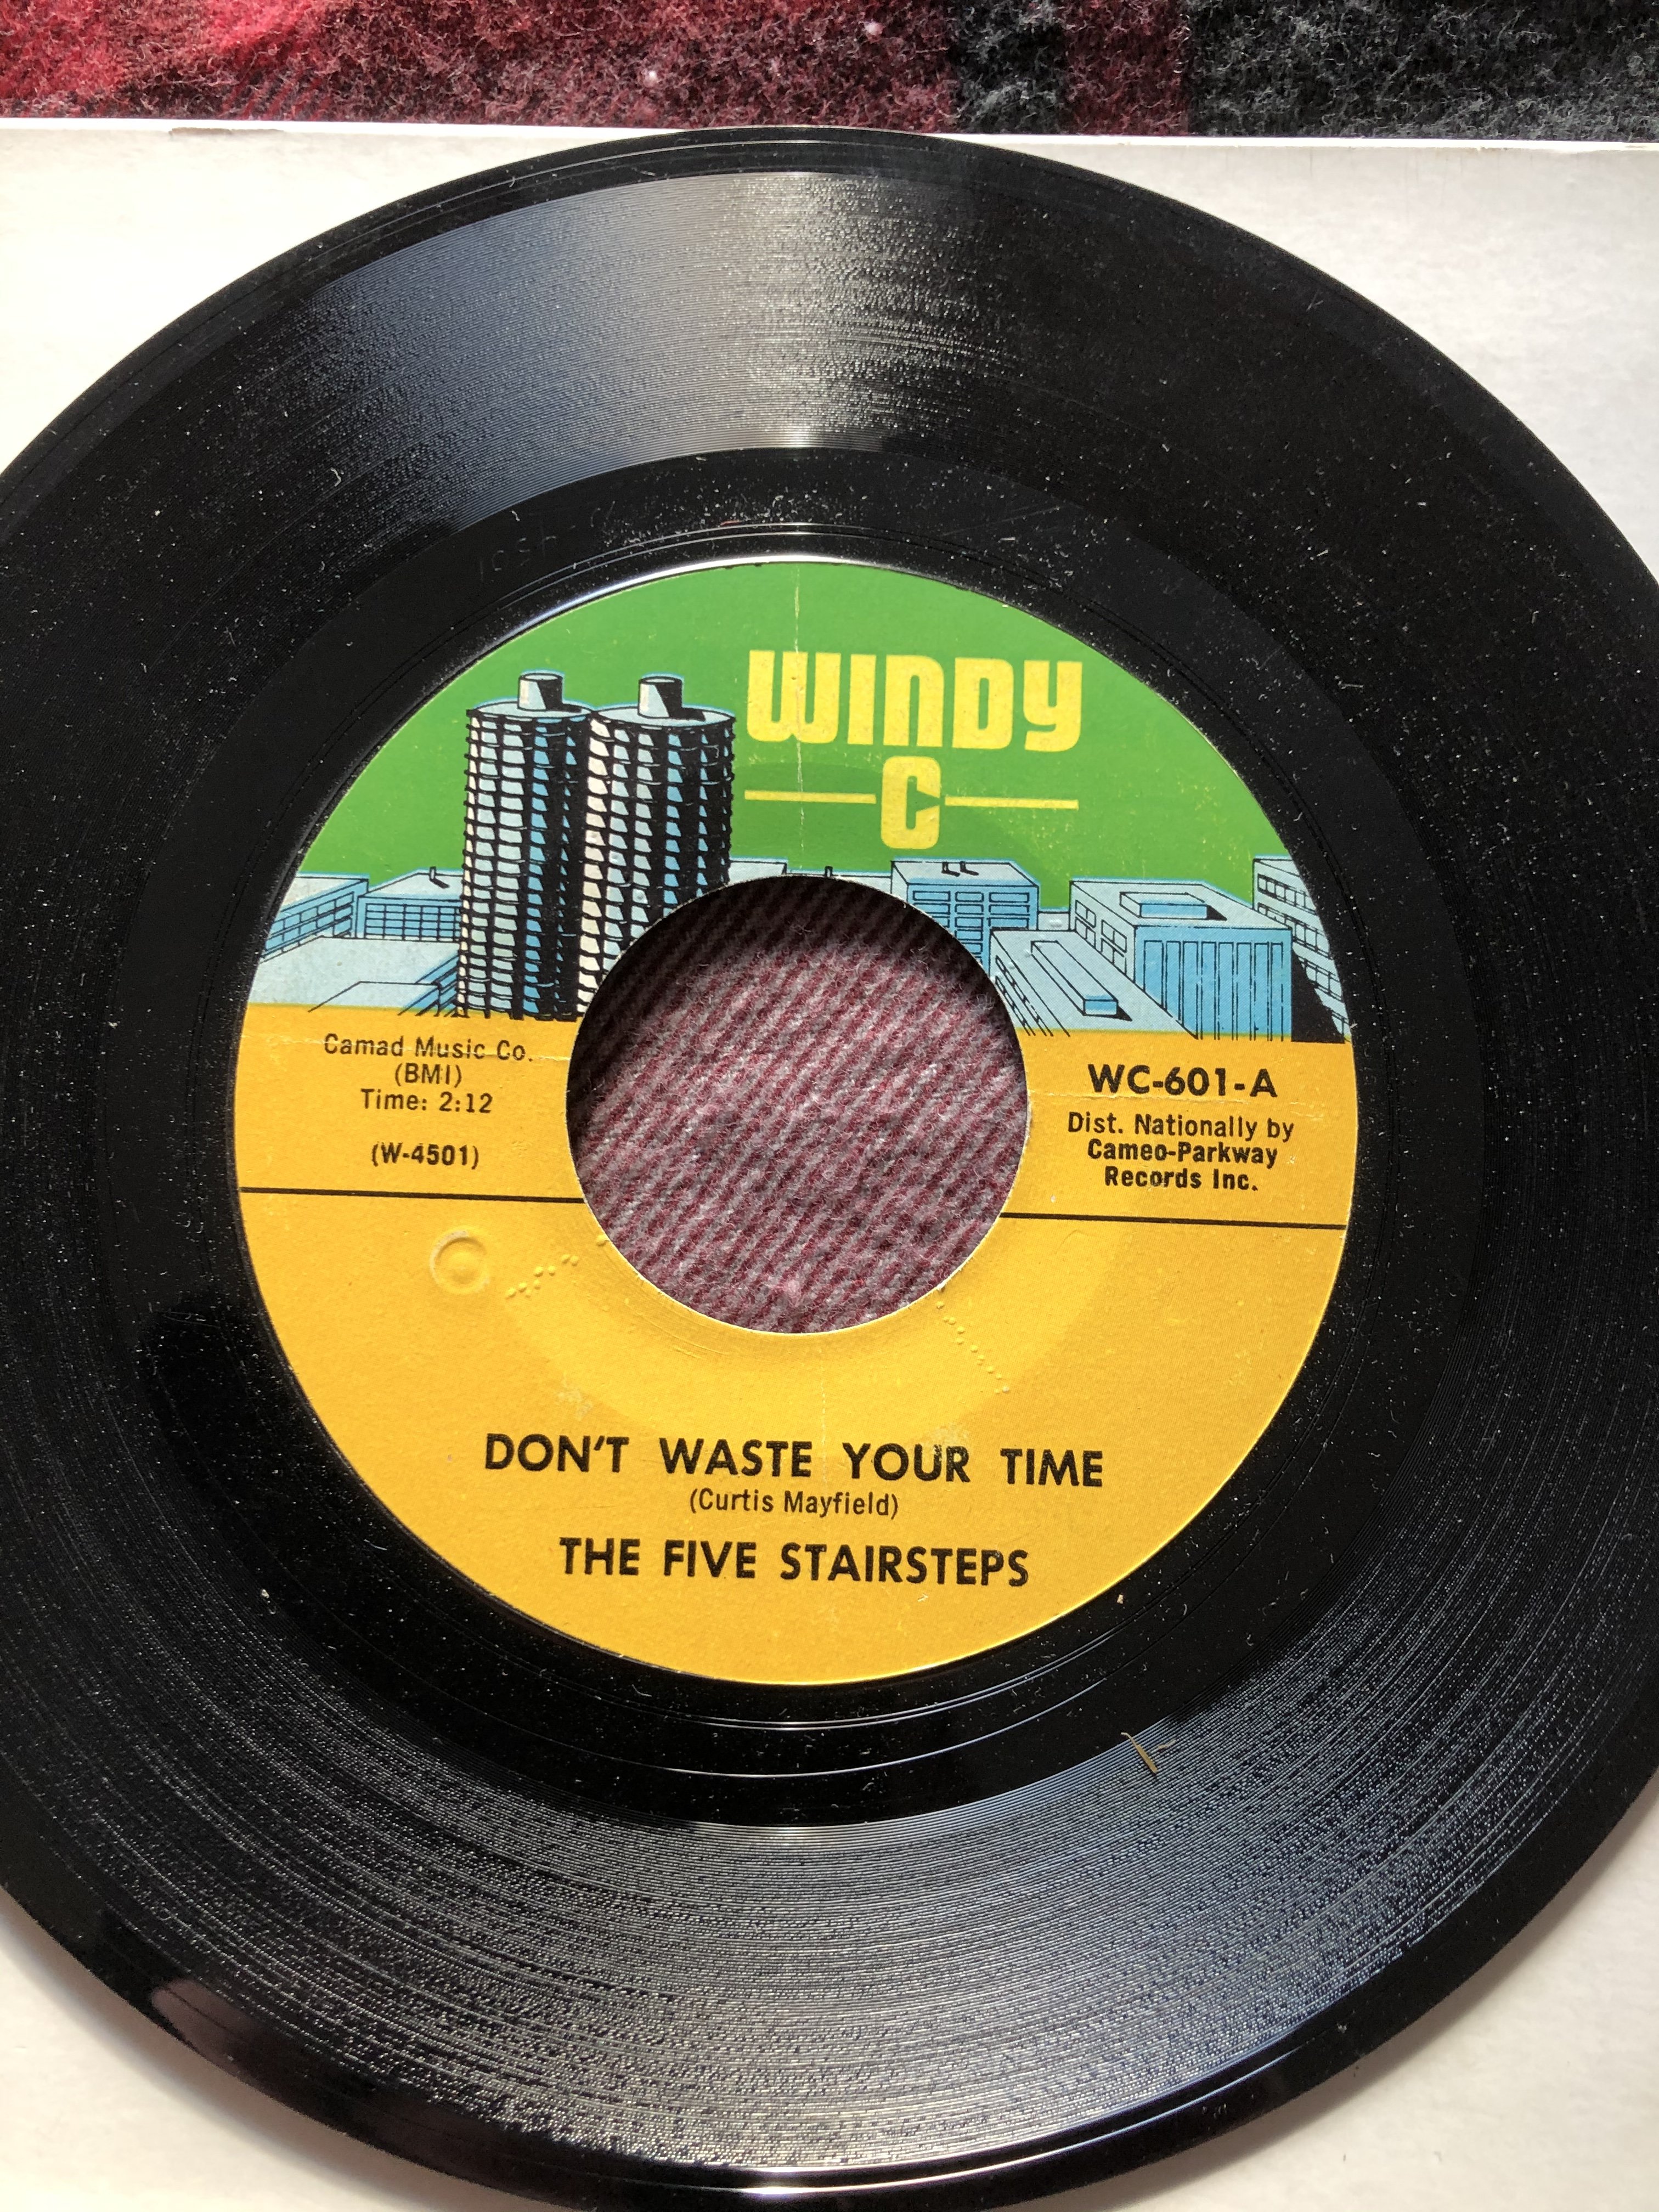 WINDY
C
Camad Music Co.
(BMI)
Time: 2:12
(W-4501)
WC-601-A
Dist. Nationally by
Cameo-Parkway
Records Inc.
DON'T WASTE YOUR TIME
(Curtis Mayfield)
THE FIVE STAIRSTEPS